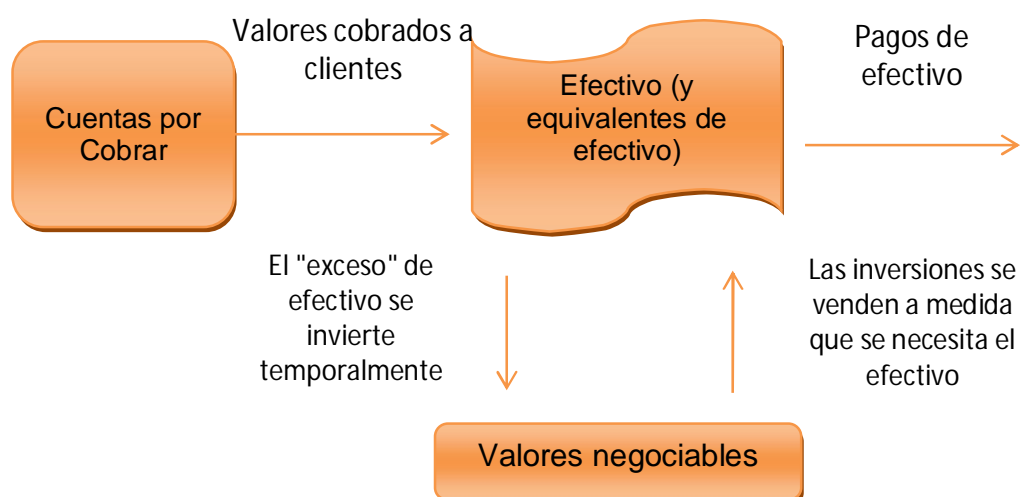 Cuentas por
Cobrar
Valores cobrados a
clientes
Efectivo (y
equivalentes de
efectivo)
Pagos de
efectivo
El "exceso" de
efectivo se
invierte
temporalmente
Las inversiones se
venden a medida
que se necesita el
efectivo
Valores negociables